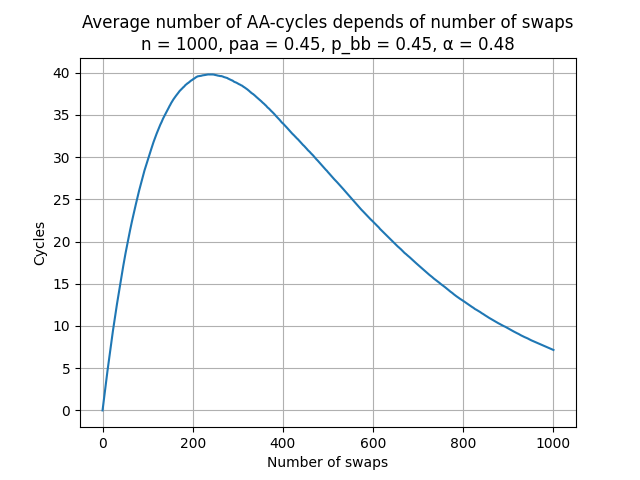 Average number of AA-cycles depends of number of swaps
n = 1000, paa = 0.45, p_bb = 0.45, α = 0.48
Cycles
40
35
30
25
20
15
10
5
0
0 200 400 600 800 1000
Number of swaps